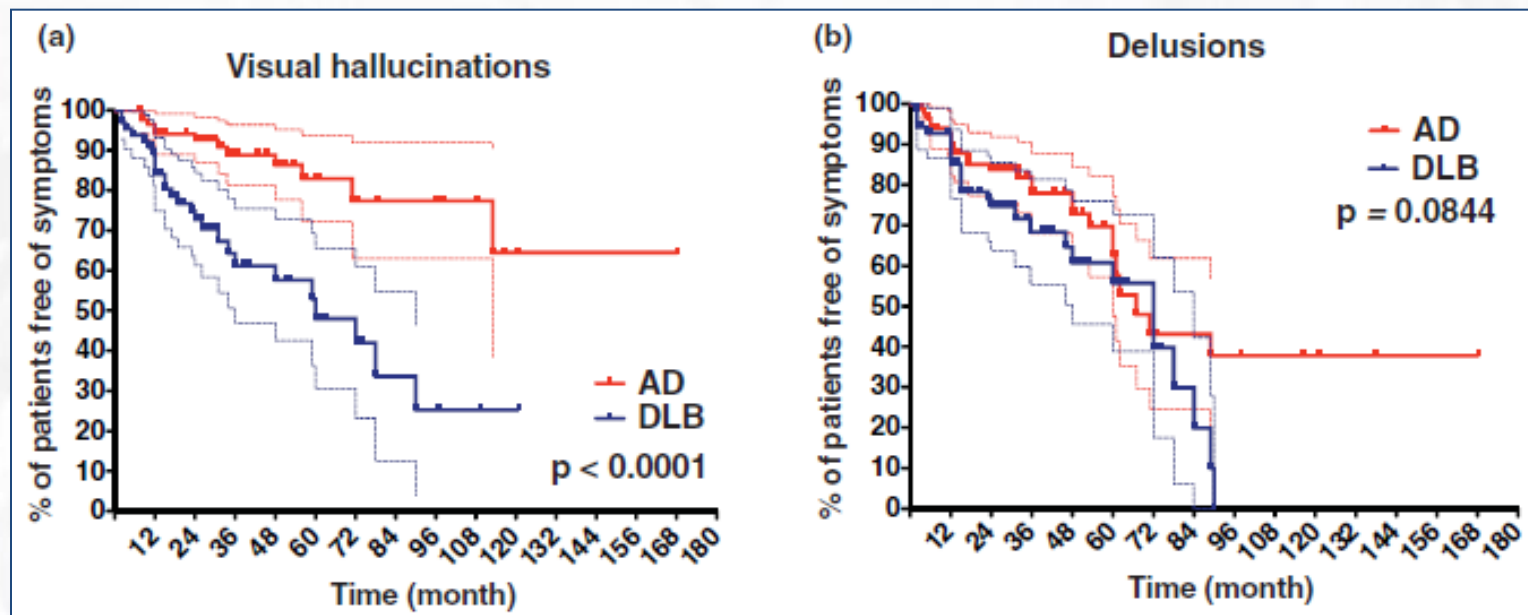 (a)
Visual hallucinations
% of patients free of symptoms
100
90
80
70
60
50
40
30
20
10
0
AD
DLB
p < 0.0001
12 24 36 48 60 72 84 96 108 120 132 144 156 168 180
Time (month)
(b)
Delusions
% of patients free of symptoms
100
90
80
70
60
50
40
30
20
10
0
AD
DLB
p = 0.0844
12 24 36 48 60 72 84 96 108 120 132 144 156 168 180
Time (month)